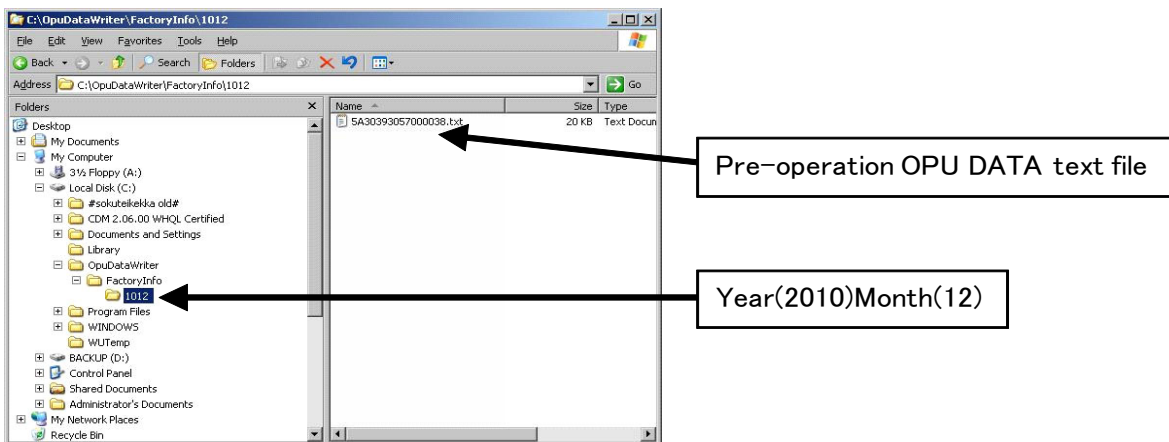 C:\OpuDataWriter\FactoryInfo\1012
File Edit View Favorites Tools Help
Back Search Folders
Address C:\OpuDataWriter\FactoryInfo\1012 Go
Folders
Desktop
My Documents
My Computer
3½ Floppy (A:)
Local Disk (C:)
#sokuteikekka old#
CDM 2.06.00 WHQL Certified
Documents and Settings
Library
OpuDataWriter
FactoryInfo
1012
Program Files
WINDOWS
WUTemp
BACKUP (D:)
Control Panel
Shared Documents
Administrator's Documents
My Network Places
Recycle Bin
Name Size Type
5A30393057000038.txt 20 KB Text Docun
Pre-operation OPU DATA text file
Year(2010)Month(12)